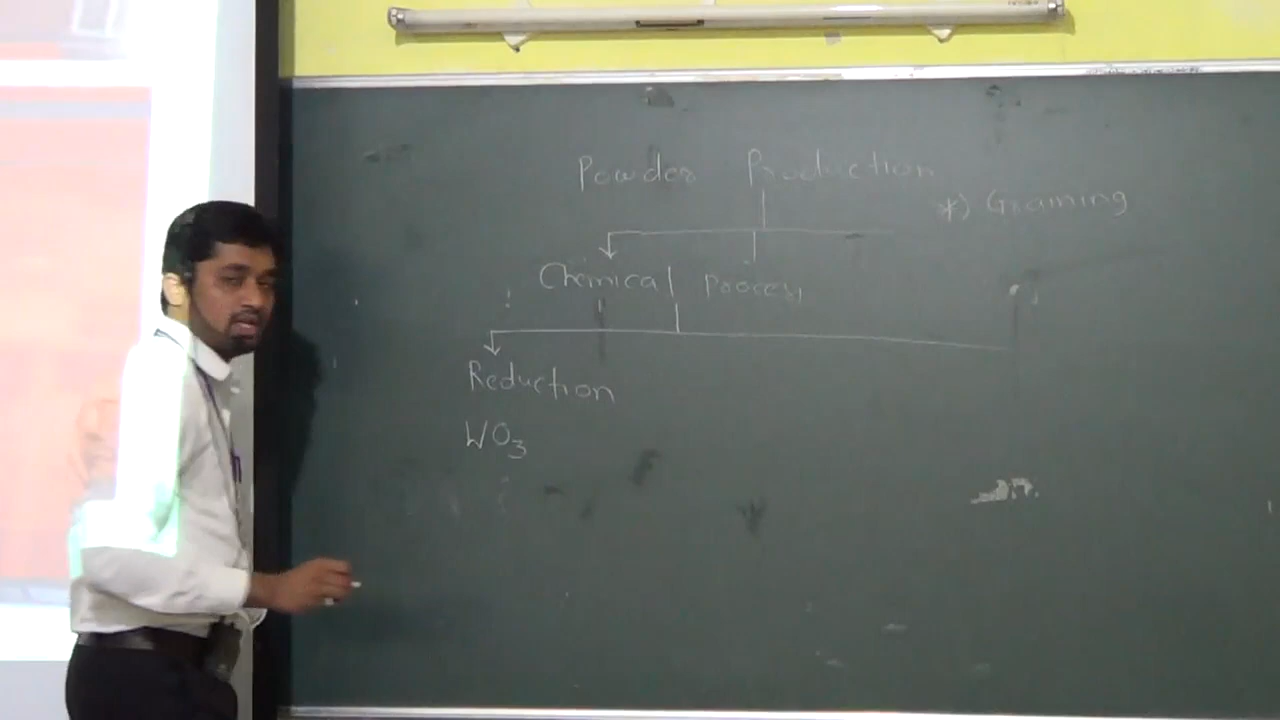 Powder Production
*) Graining
Chemical process
Reduction
WO3